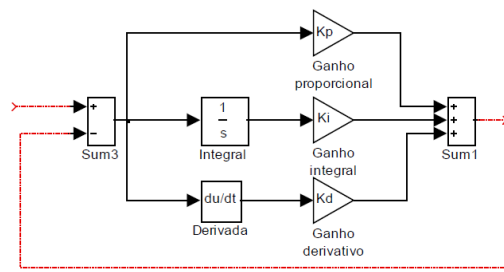 Kp
Ganho
proporcional
+
−
Sum3
1
s
Integral
Ki
Ganho
integral
+
+
+
Sum1
du/dt
Derivada
Kd
Ganho
derivativo